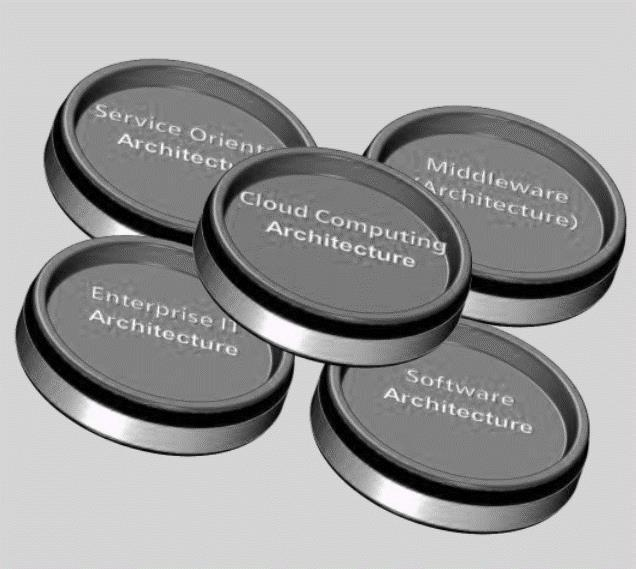 Service Orient
Architectu
Middleware
(Architecture)
Cloud Computing
Architecture
Enterprise IT
Architecture
Software
Architecture